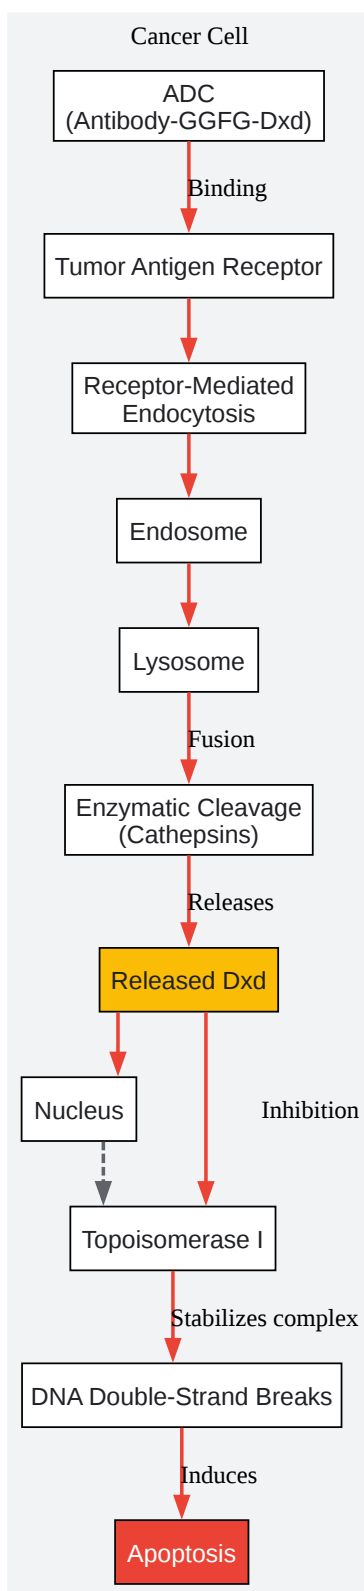 Cancer Cell
ADC
(Antibody-GGFG-Dxd)
Binding
Tumor Antigen Receptor
Receptor-Mediated
Endocytosis
Endosome
Lysosome
Fusion
Enzymatic Cleavage
(Cathepsins)
Releases
Released Dxd
Nucleus
Inhibition
Topoisomerase I
Stabilizes complex
DNA Double-Strand Breaks
Induces
Apoptosis